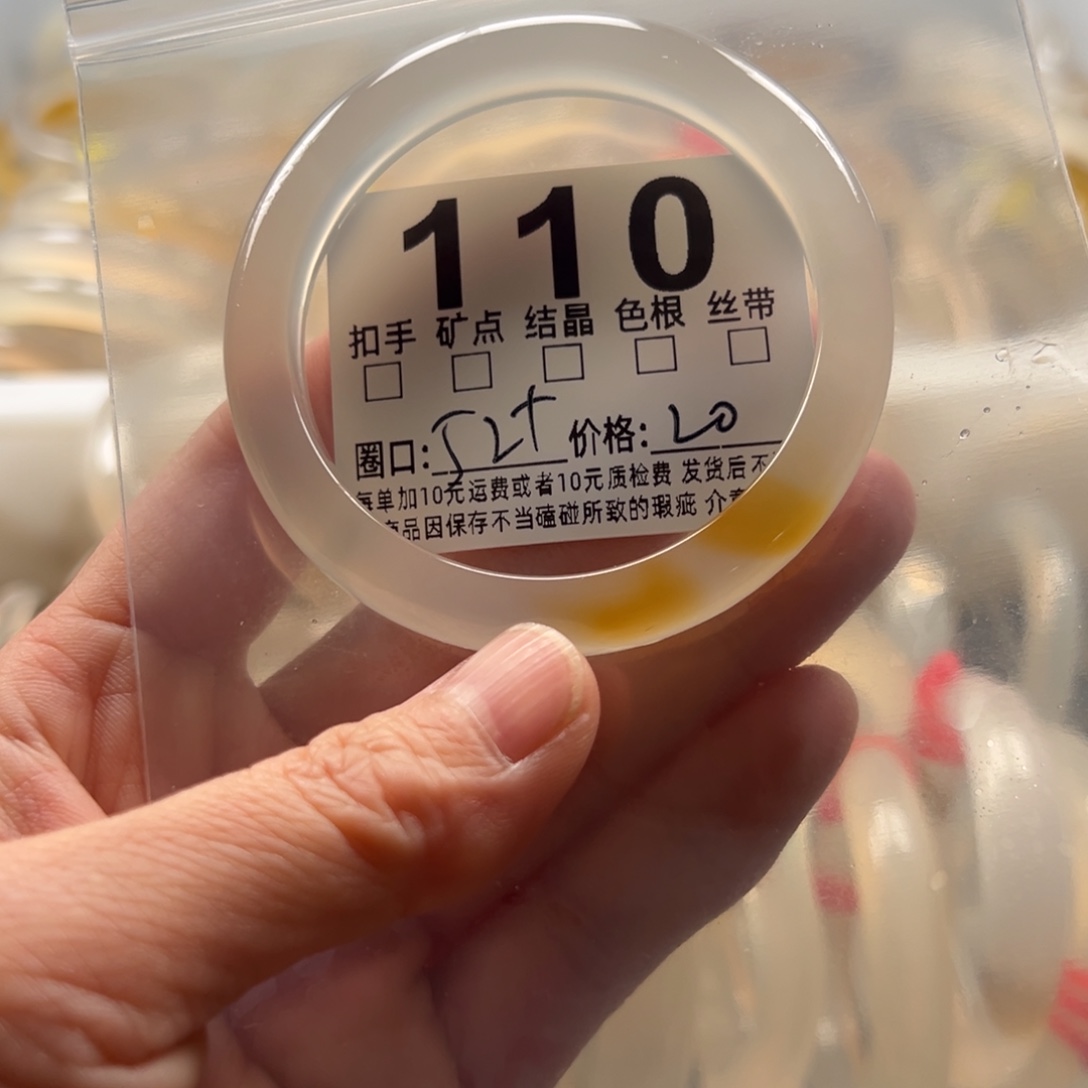 110
扣手 矿点 结晶 色根 丝带
圈口: 52+ 价格: 20
每单加10元运费或者10元质检费 发货后不
商品因保存不当磕碰所致的瑕疵 介意